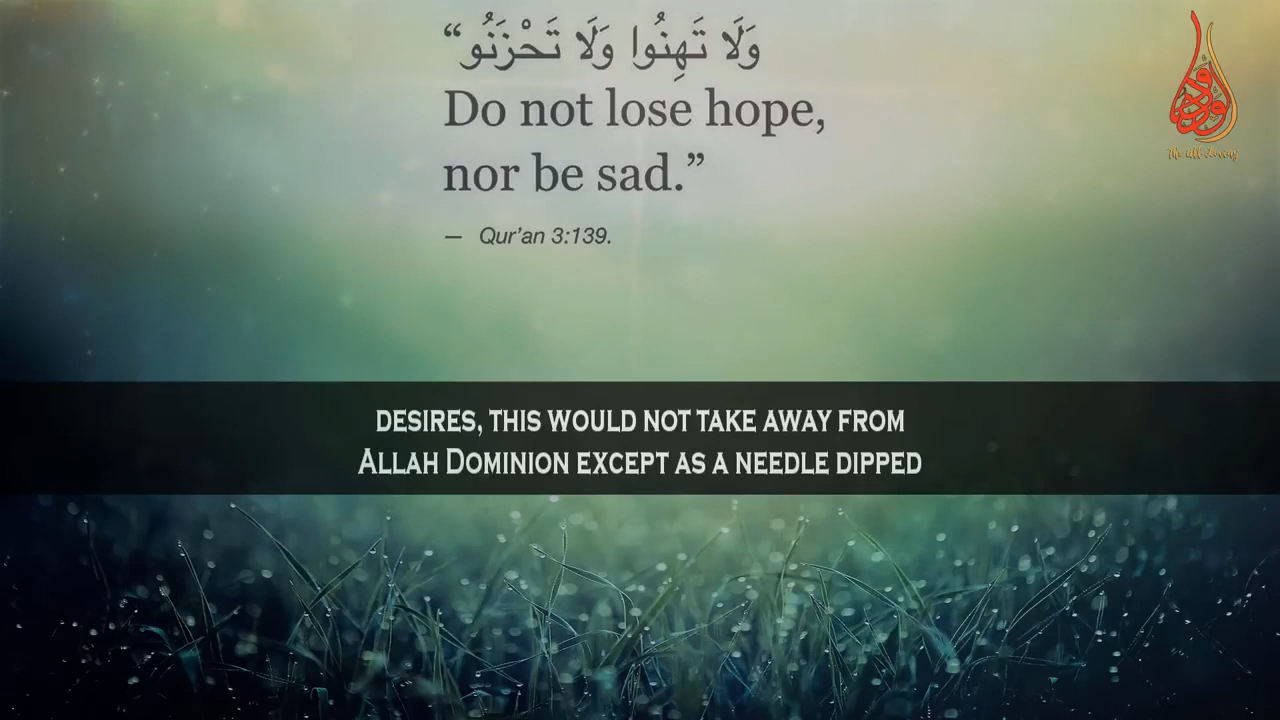 “وَلَا تَهِنُوا وَلَا تَحْزَنُو
Do not lose hope,
nor be sad.”
— Qur’an 3:139.
DESIRES, THIS WOULD NOT TAKE AWAY FROM
ALLAH DOMINION EXCEPT AS A NEEDLE DIPPED